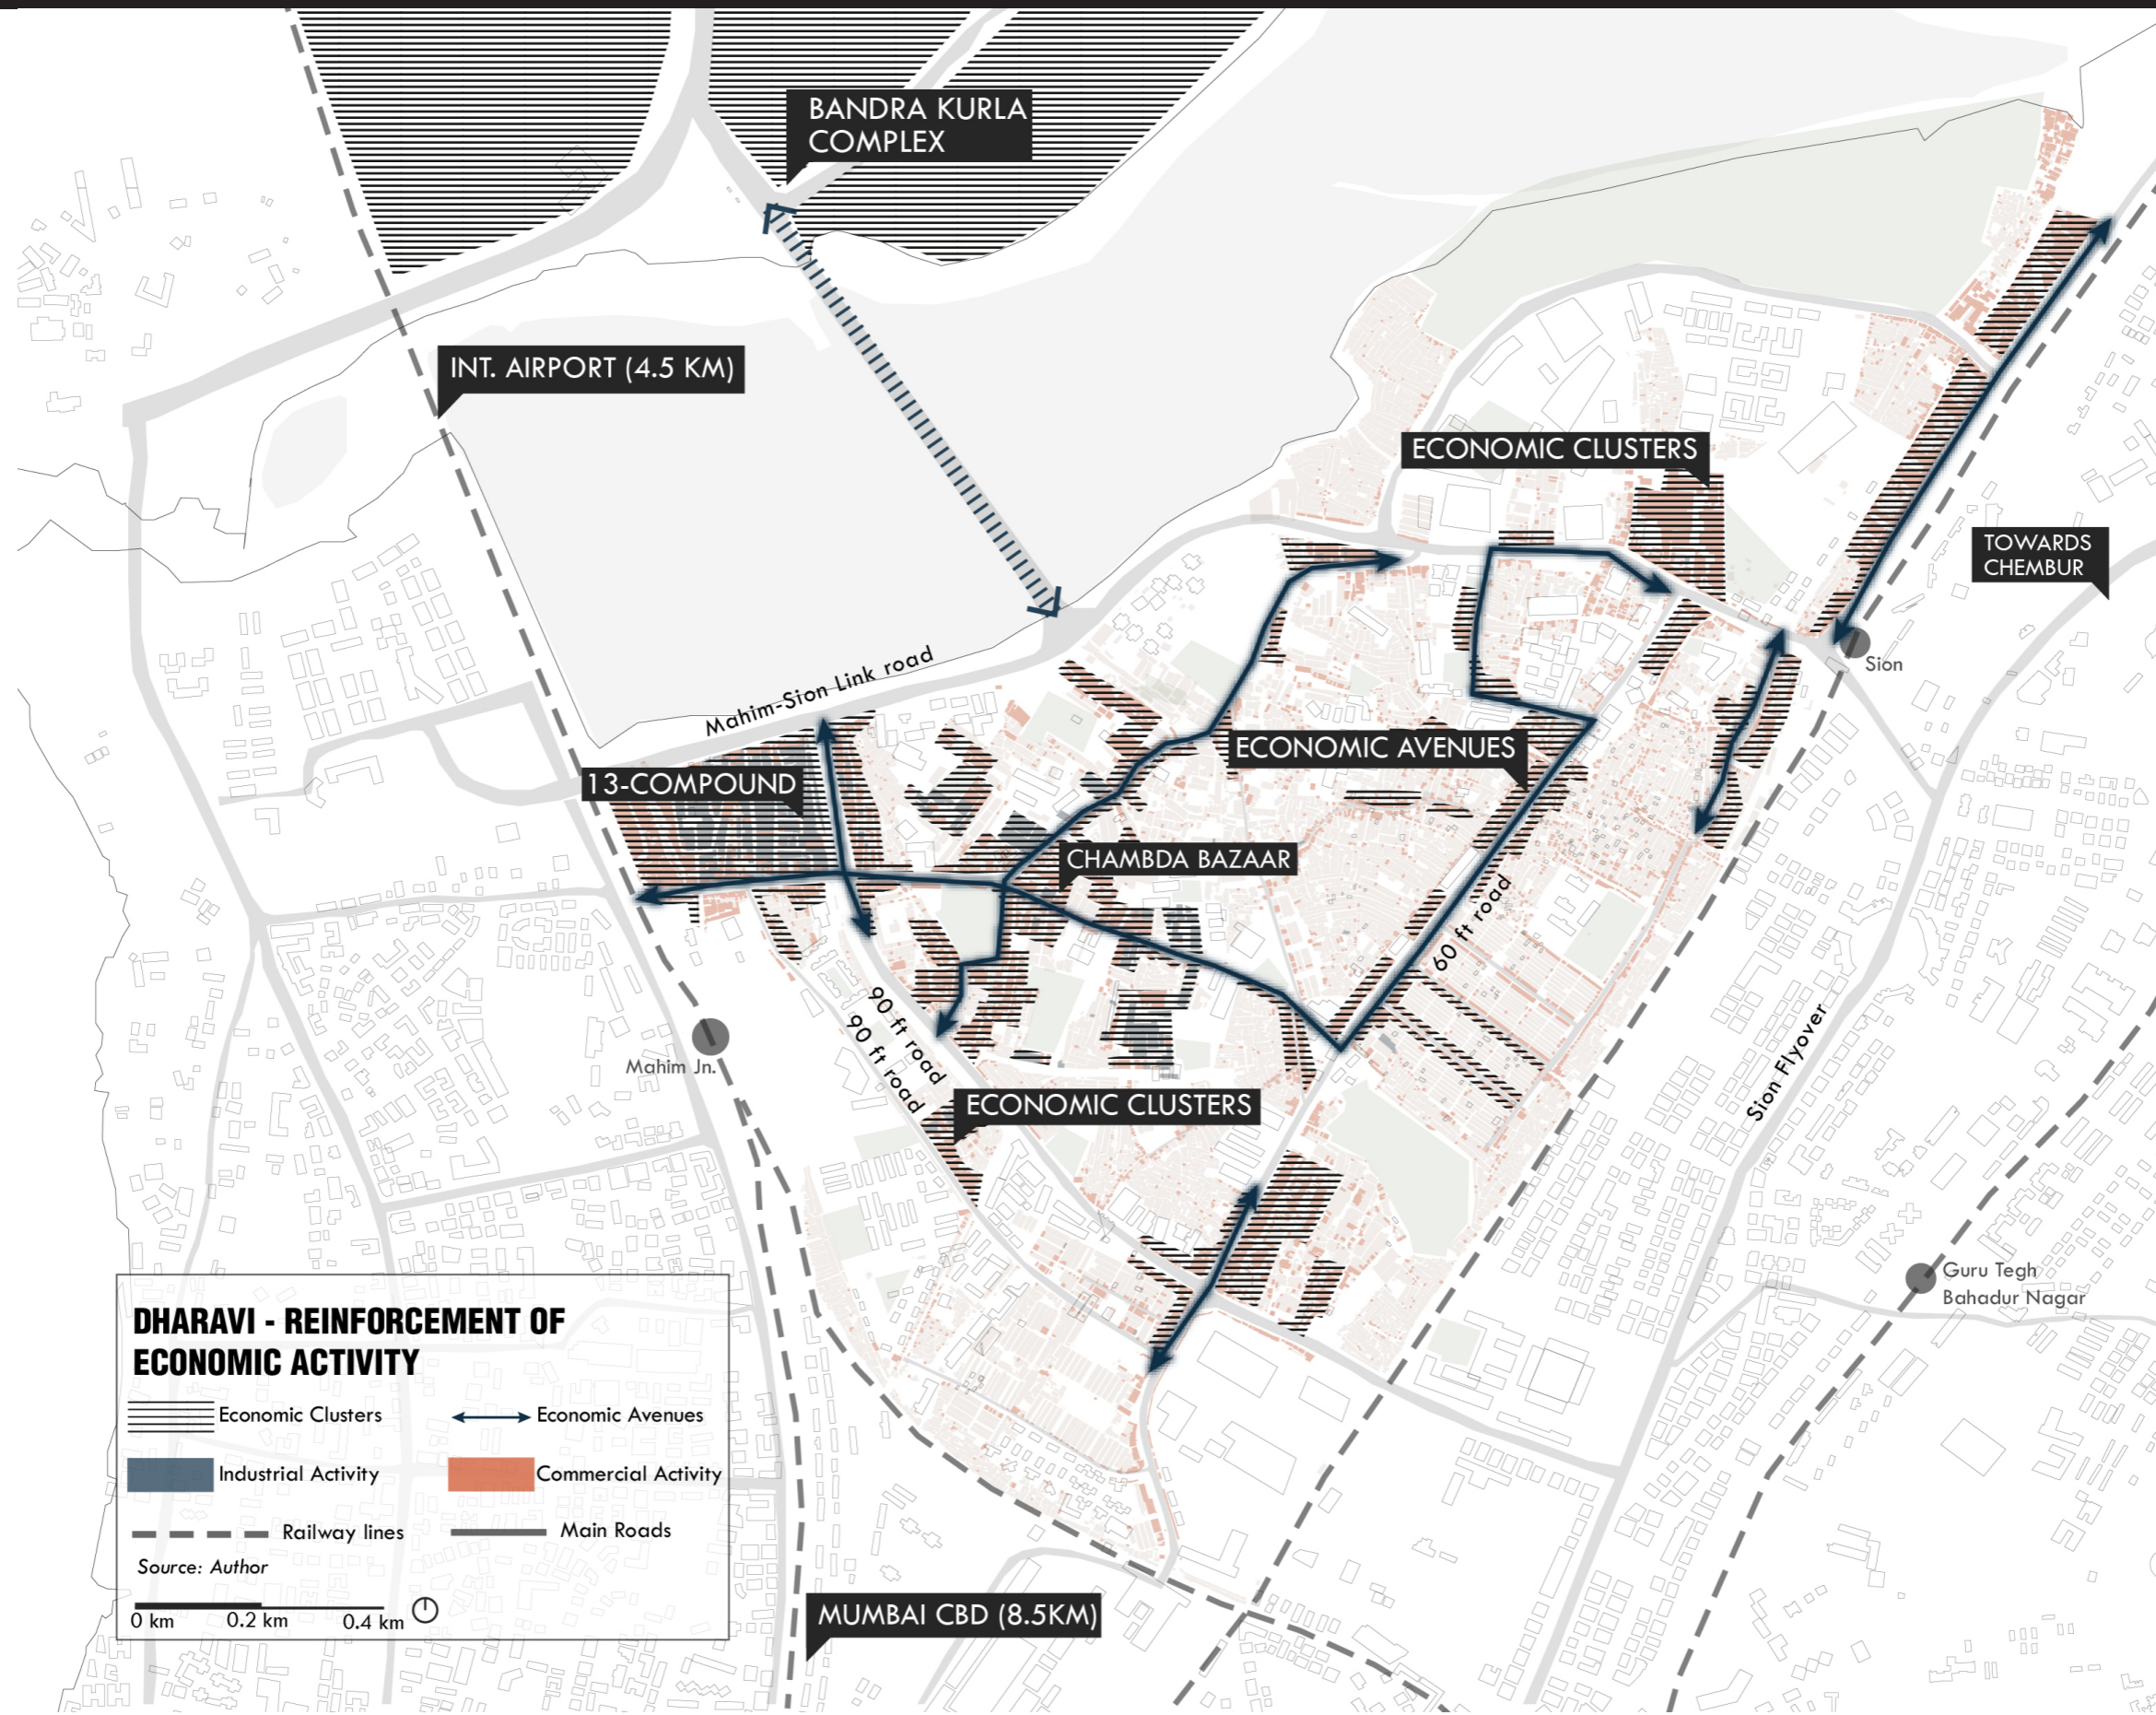 BANDRA KURLA
COMPLEX
INT. AIRPORT (4.5 KM)
ECONOMIC CLUSTERS
TOWARDS
CHEMBUR
Sion
Mahim-Sion Link road
13-COMPOUND
ECONOMIC AVENUES
CHAMBDA BAZAAR
60 ft road
90 ft road
90 ft road
Mahim Jn.
Sion Flyover
ECONOMIC CLUSTERS
Guru Tegh
Bahadur Nagar
DHARAVI - REINFORCEMENT OF
ECONOMIC ACTIVITY
Economic Clusters
Economic Avenues
Industrial Activity
Commercial Activity
Railway lines
Main Roads
Source: Author
0 km 0.2 km 0.4 km
MUMBAI CBD (8.5KM)